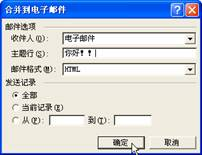 合并到电子邮件
邮件选项
收件人(O): 电子邮件
主题行(S): 你好！！
邮件格式(M): HTML
发送记录
全部
当前记录(E)
从(F): 到(T):
确定 取消